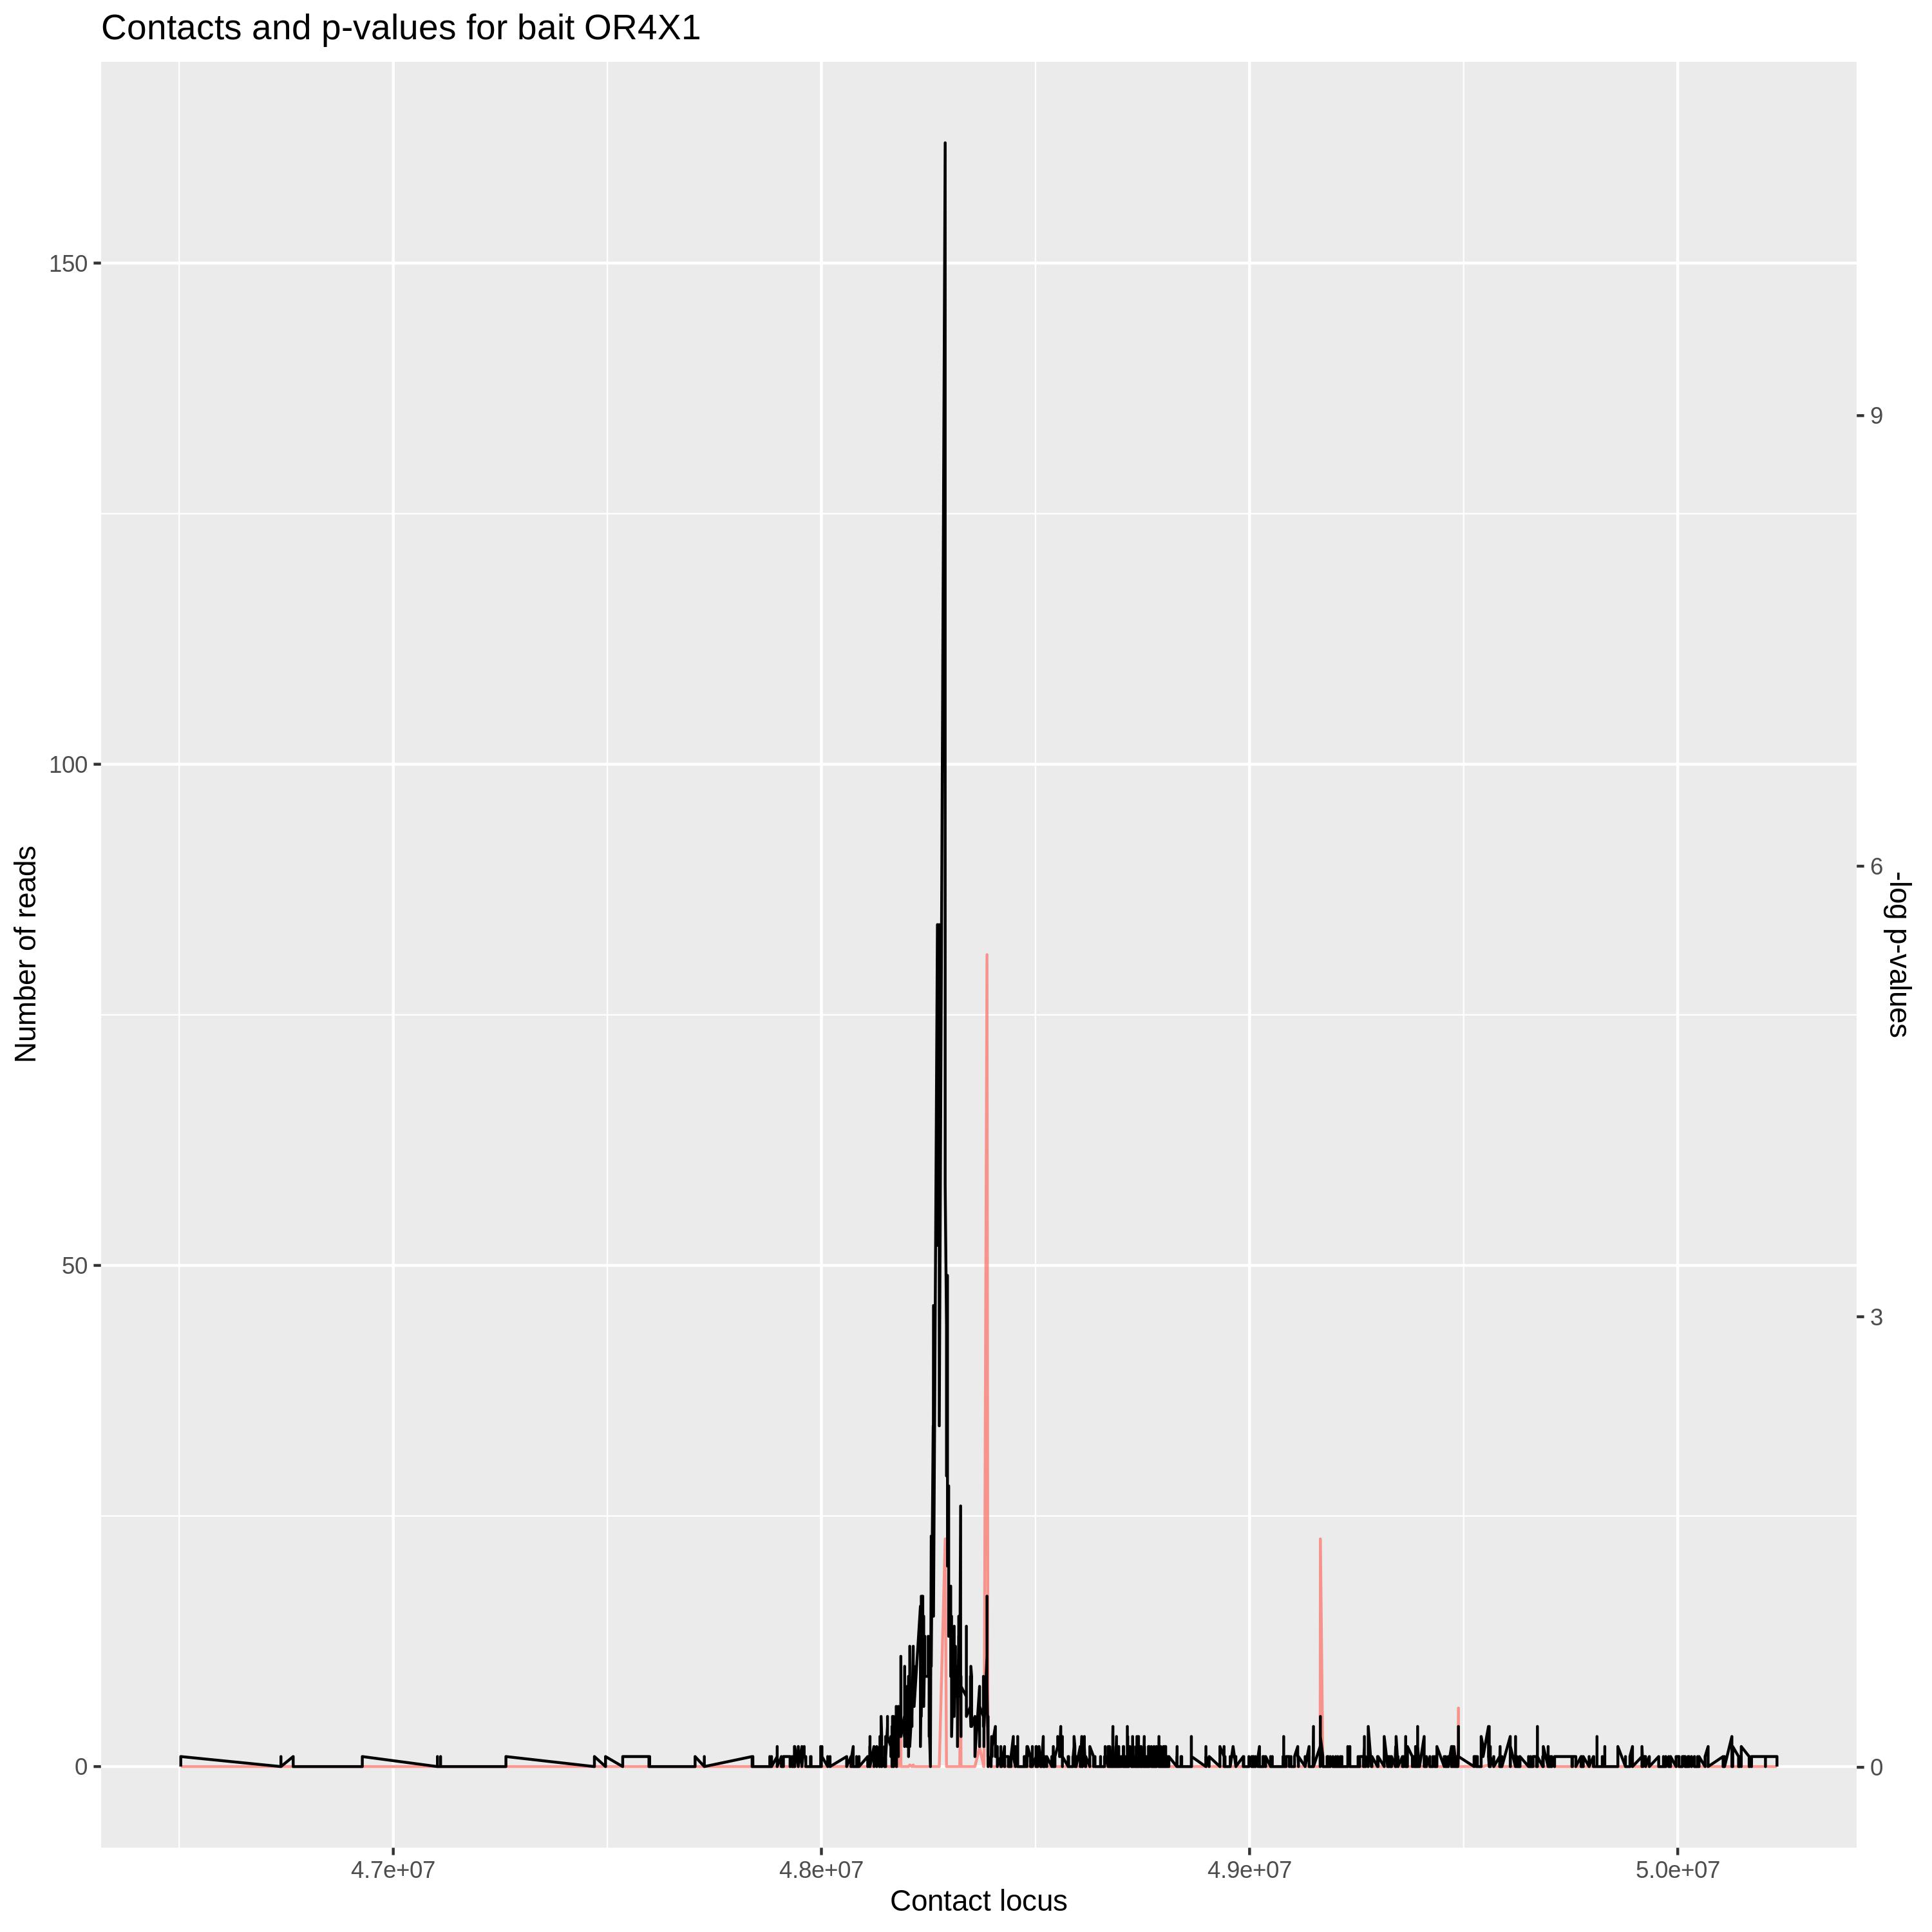 Contacts and p-values for bait OR4X1
150
100
50
0
9
6
3
0
Number of reads
-log p-values
4.7e+07
4.8e+07
4.9e+07
5.0e+07
Contact locus